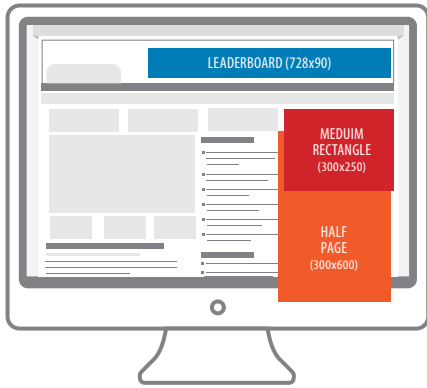 LEADERBOARD (728x90)
MEDUIM
RECTANGLE
(300x250)
HALF
PAGE
(300x600)